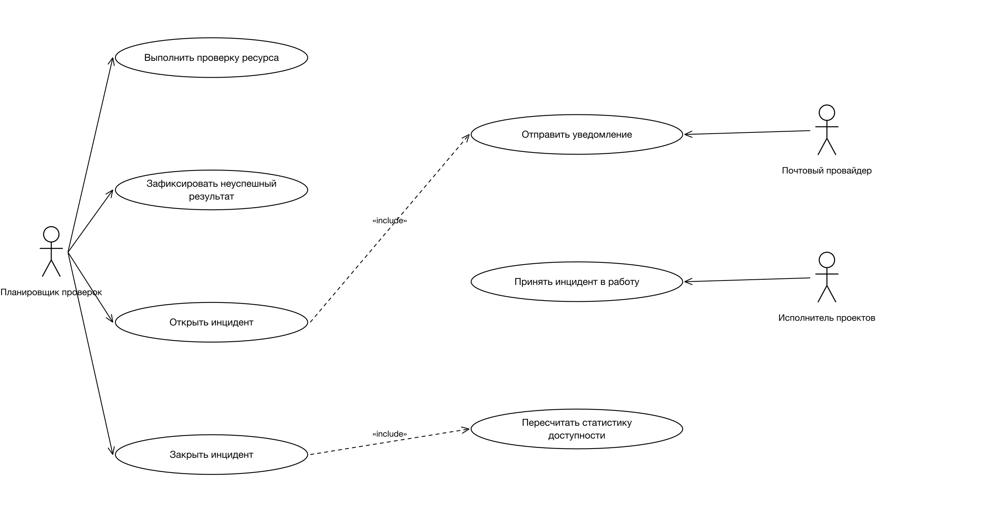 Выполнить проверку ресурса
Отправить уведомление
Почтовый провайдер
Зафиксировать неуспешный
результат
«include»
Принять инцидент в работу
Планировщик проверок
Исполнитель проектов
Открыть инцидент
Пересчитать статистику
доступности
«include»
Закрыть инцидент